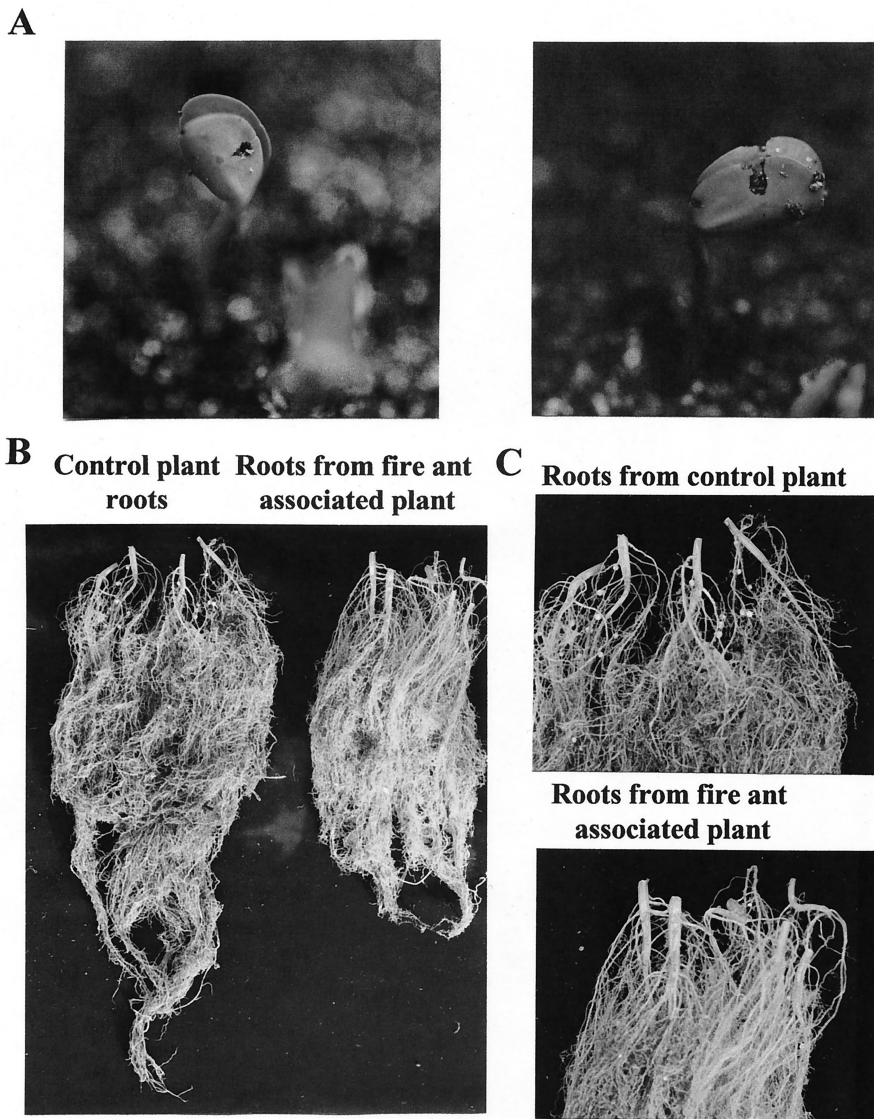 A
B
Control plant
roots
Roots from fire ant
associated plant
C
Roots from control plant
Roots from fire ant
associated plant